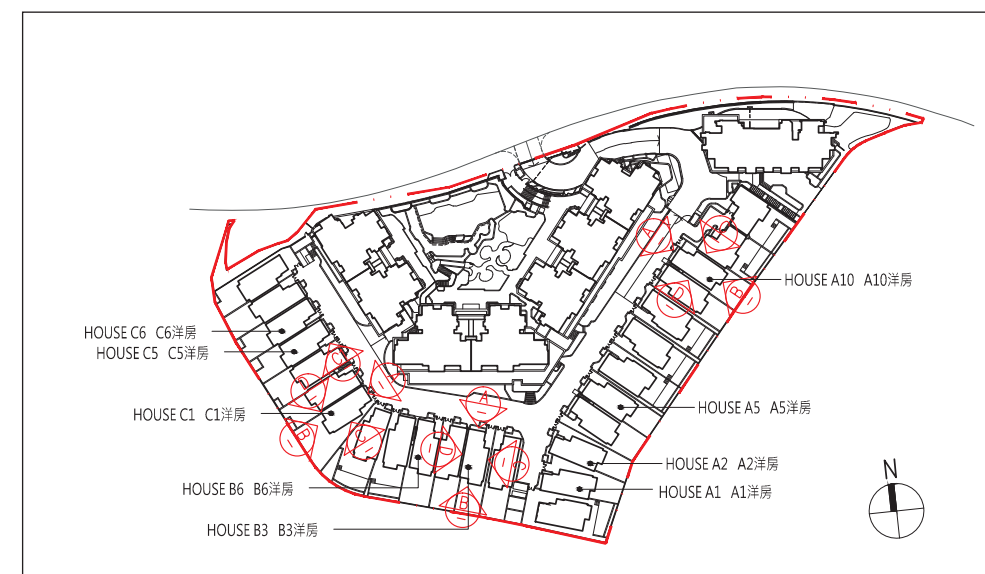 A
C
HOUSE A10 A10洋房
D
B
HOUSE C6 C6洋房
HOUSE C5 C5洋房
C
D
A
HOUSE A5 A5洋房
HOUSE C1 C1洋房
B
C
D
C
HOUSE A2 A2洋房
N
HOUSE B6 B6洋房
HOUSE A1 A1洋房
B
HOUSE B3 B3洋房